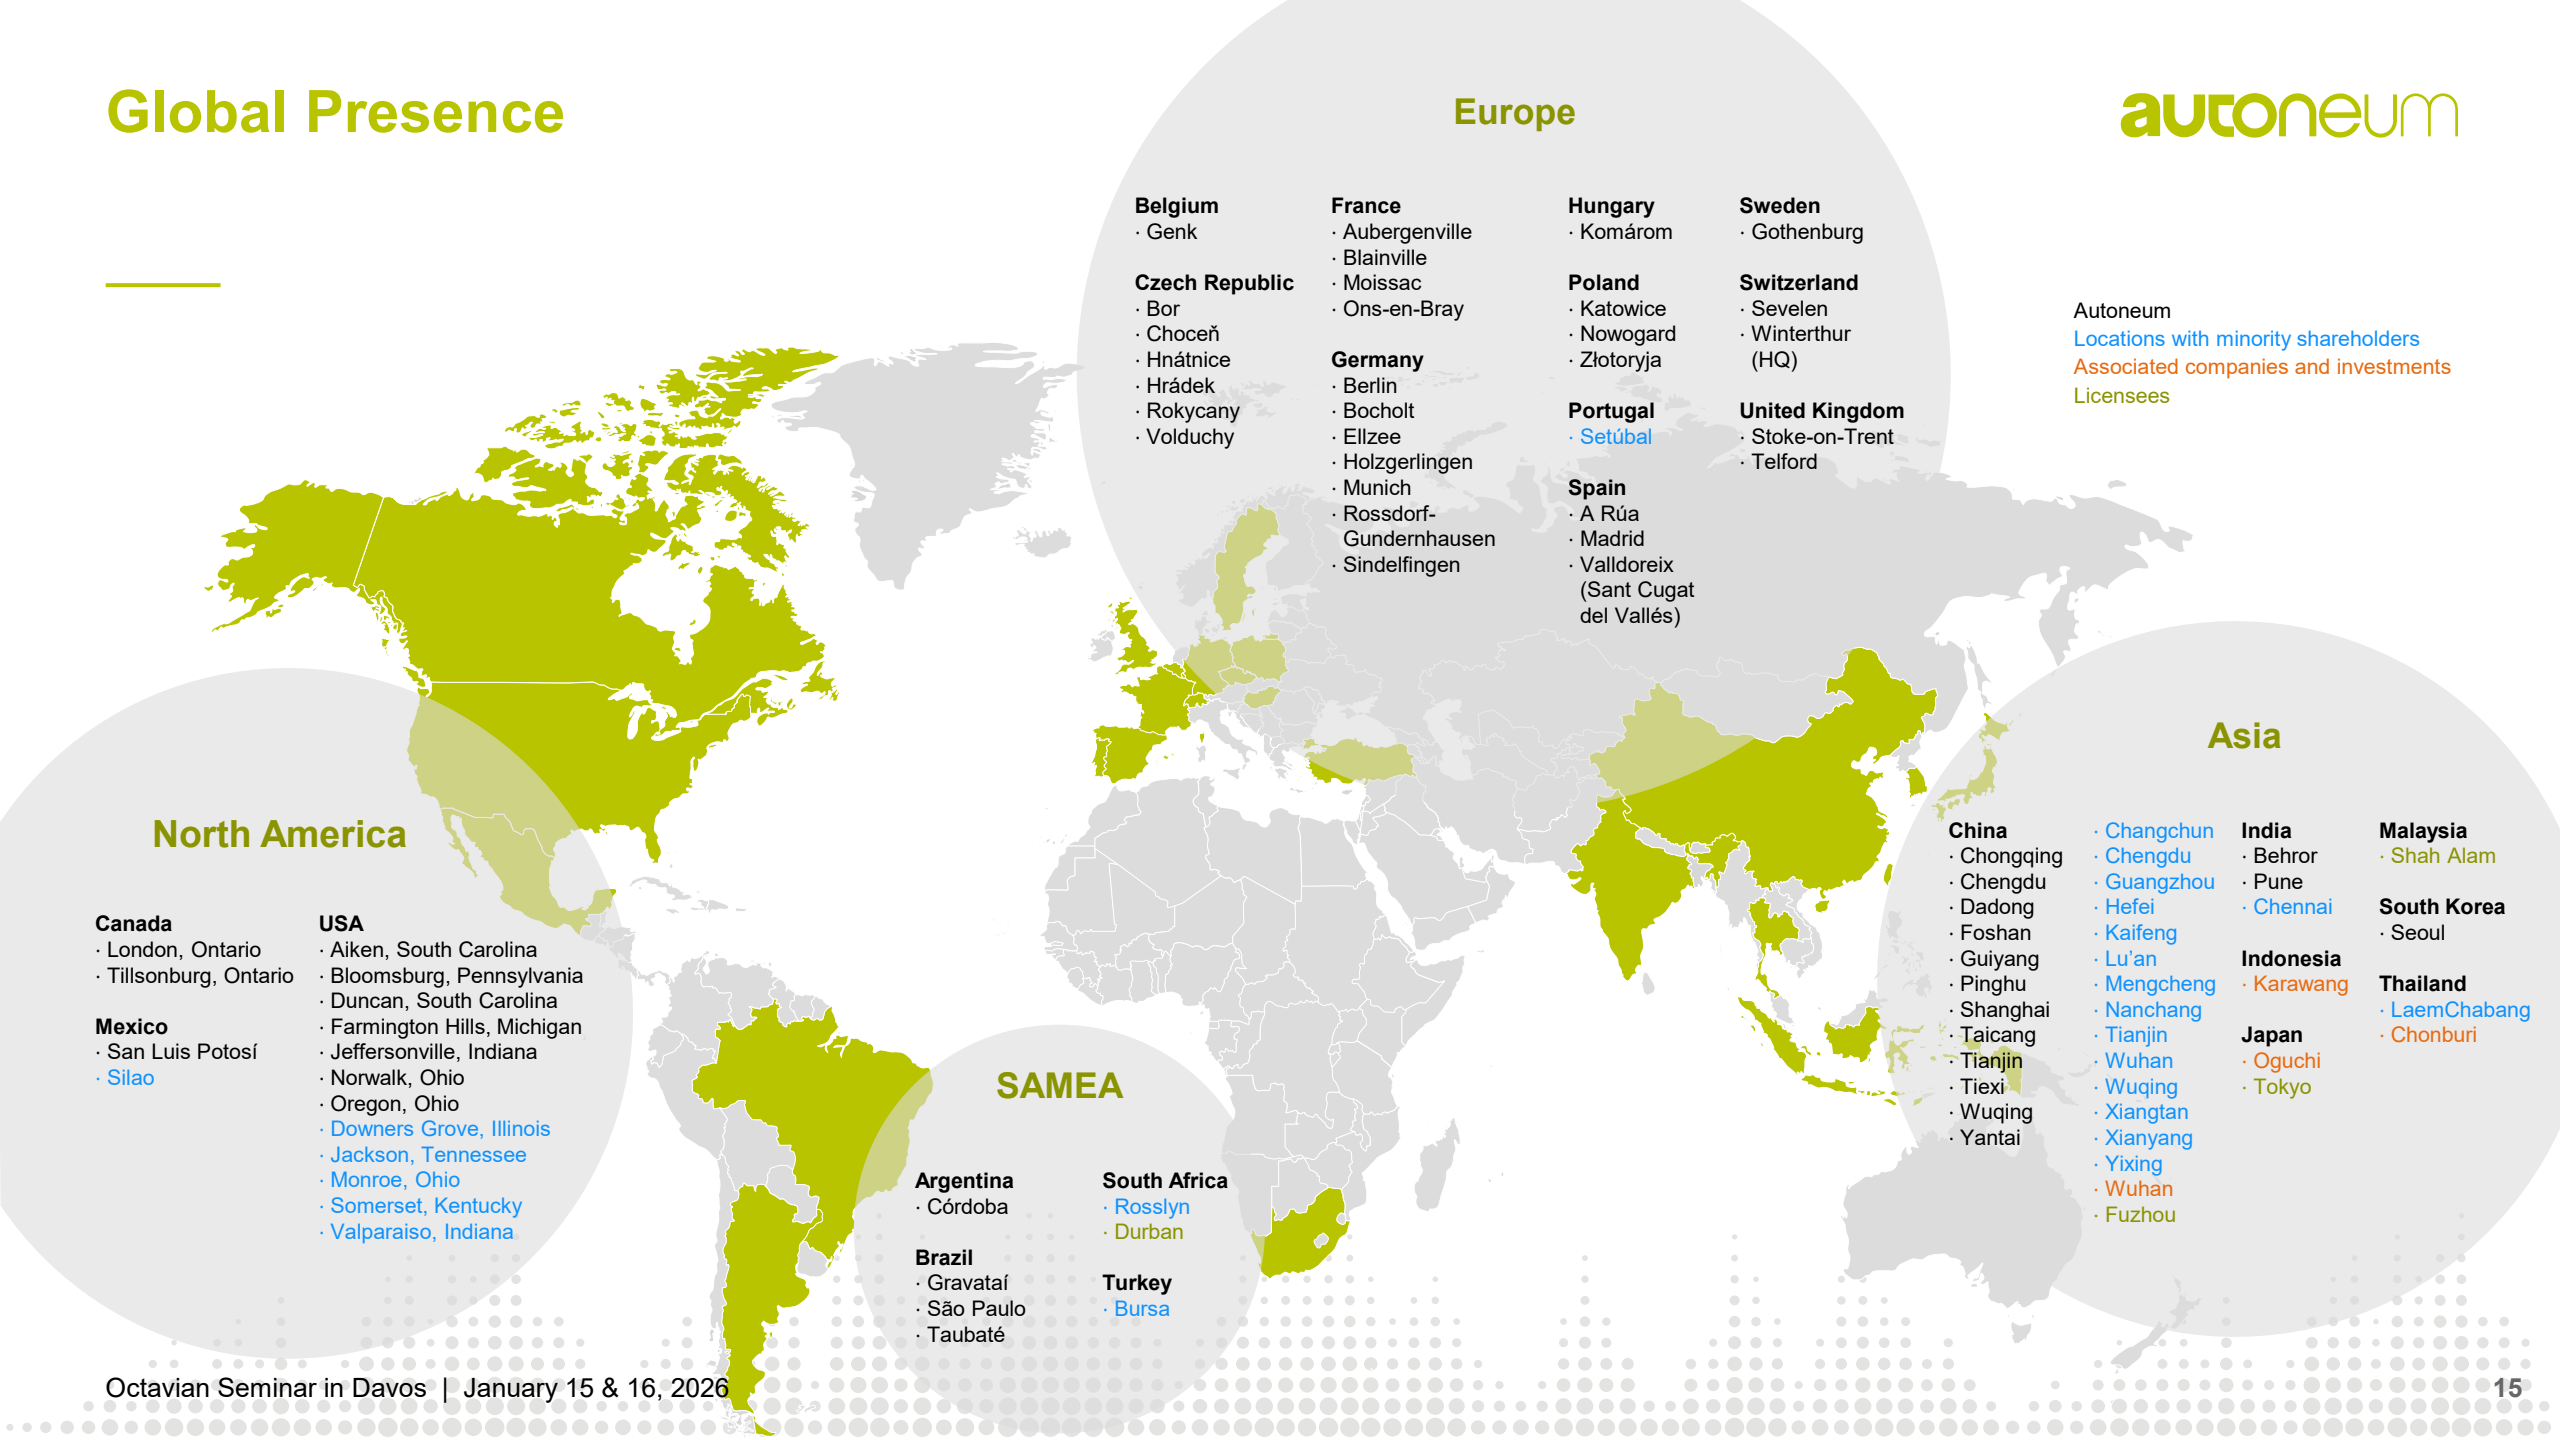 Global Presence
autoneum
Europe
Belgium
· Genk
Czech Republic
· Bor
· Choceň
· Hnátnice
· Hrádek
· Rokycany
· Volduchy
France
· Aubergenville
· Blainville
· Moissac
· Ons-en-Bray
Germany
· Berlin
· Bocholt
· Ellzee
· Holzgerlingen
· Munich
· Rossdorf-
Gundernhausen
· Sindelfingen
Hungary
· Komárom
Poland
· Katowice
· Nowogard
· Złotoryja
Portugal
· Setúbal
Spain
· A Rúa
· Madrid
· Valldoreix
(Sant Cugat
del Vallés)
Sweden
· Gothenburg
Switzerland
· Sevelen
· Winterthur
(HQ)
United Kingdom
· Stoke-on-Trent
· Telford
Autoneum
Locations with minority shareholders
Associated companies and investments
Licensees
North America
Canada
· London, Ontario
· Tillsonburg, Ontario
Mexico
· San Luis Potosí
· Silao
USA
· Aiken, South Carolina
· Bloomsburg, Pennsylvania
· Duncan, South Carolina
· Farmington Hills, Michigan
· Jeffersonville, Indiana
· Norwalk, Ohio
· Oregon, Ohio
· Downers Grove, Illinois
· Jackson, Tennessee
· Monroe, Ohio
· Somerset, Kentucky
· Valparaiso, Indiana
SAMEA
Argentina
· Córdoba
Brazil
· Gravataí
· São Paulo
· Taubaté
South Africa
· Rosslyn
· Durban
Turkey
· Bursa
Asia
China
· Chongqing
· Chengdu
· Dadong
· Foshan
· Guiyang
· Pinghu
· Shanghai
· Taicang
· Tianjin
· Tiexi
· Wuqing
· Yantai
· Changchun
· Chengdu
· Guangzhou
· Hefei
· Kaifeng
· Lu’an
· Mengcheng
· Nanchang
· Tianjin
· Wuhan
· Wuqing
· Xiangtan
· Xianyang
· Yixing
· Wuhan
· Fuzhou
India
· Behror
· Pune
· Chennai
Indonesia
· Karawang
Japan
· Oguchi
· Tokyo
Malaysia
· Shah Alam
South Korea
· Seoul
Thailand
· LaemChabang
· Chonburi
Octavian Seminar in Davos | January 15 & 16, 2026
15